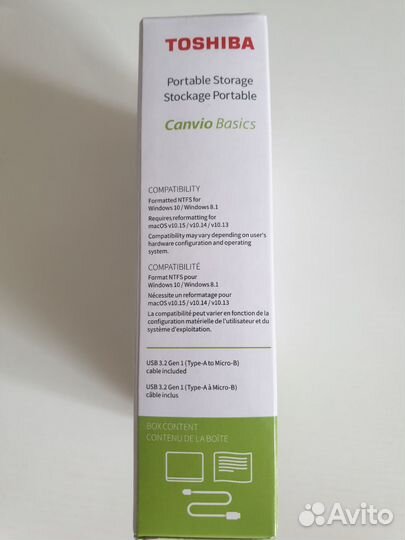 TOSHIBA
Portable Storage
Stockage Portable
Canvio Basics
COMPATIBILITY
Formatted NTFS for
Windows 10 / Windows 8.1
Requires reformatting for
macOS v10.15 / v10.14 / v10.13
Compatibility may vary depending on user's
hardware configuration and operating
system.
COMPATIBILITÉ
Format NTFS pour
Windows 10 / Windows 8.1
Nécessite un reformatage pour
macOS v10.15 / v10.14 / v10.13
La compatibilité peut varier en fonction de la
configuration matérielle de l'utilisateur et du
système d'exploitation.
USB 3.2 Gen 1 (Type-A to Micro-B)
cable included
USB 3.2 Gen 1 (Type-A à Micro-B)
câble inclus
BOX CONTENT
CONTENU DE LA BOÎTE
Avito